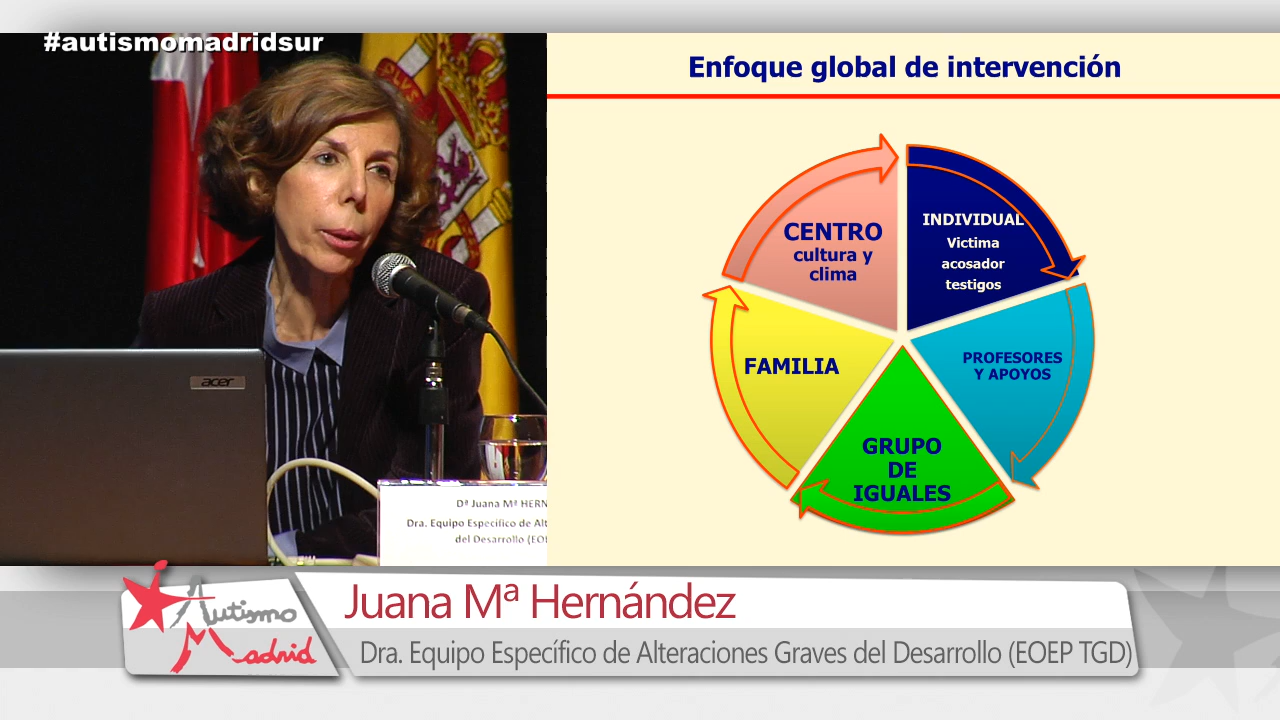 #autismomadridsur
Enfoque global de intervención
CENTRO
cultura y
clima
INDIVIDUAL
Victima
acosador
testigos
FAMILIA
PROFESORES
Y APOYOS
GRUPO
DE
IGUALES
acer
Dª Juana Mª HERN
Dra. Equipo Específico de Alt
del Desarrollo (EOE
Autismo
Madrid
Juana Mª Hernández
Dra. Equipo Específico de Alteraciones Graves del Desarrollo (EOEP TGD)